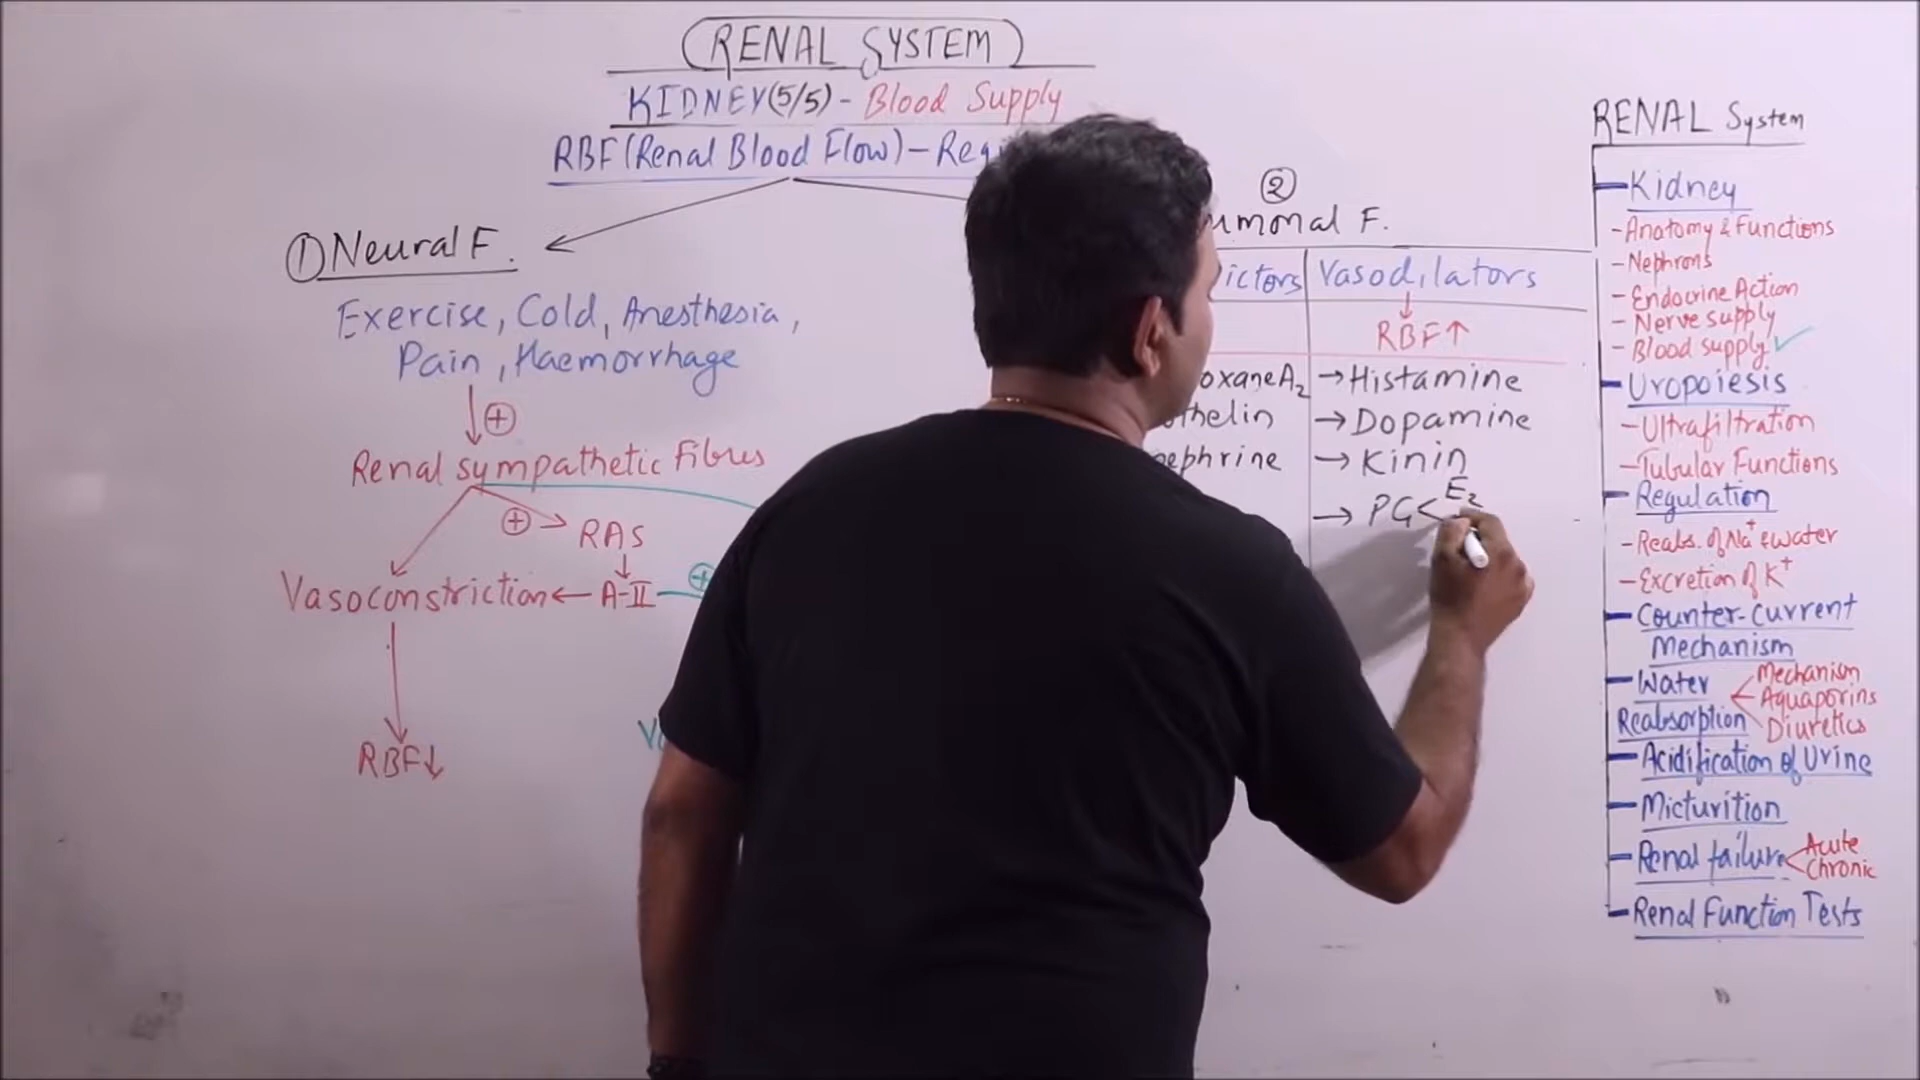 RENAL SYSTEM
KIDNEY (5/5) - Blood Supply
RBF (Renal Blood Flow) - Reg
① Neural F.
Exercise, Cold, Anesthesia,
Pain, Haemorrhage
↓ ⊕
Renal sympathetic Fibres
⊕ → RAS
↓
Vasoconstriction ← A-II ⊕
RBF↓
②
umonal F.
ictors | Vasodilators
RBF↑
oxane A₂ → Histamine
thelin → Dopamine
nephrine → Kinin
→ PG < E₂
RENAL System
Kidney
- Anatomy & Functions
- Nephrons
- Endocrine Action
- Nerve supply
- Blood supply ✓
Uropoiesis
- Ultrafiltration
- Tubular Functions
Regulation
- Reabs. of Na⁺ & water
- Excretion of K⁺
Counter-current
Mechanism
Water
Reabsorption
Mechanism
Aquaporins
Diuretics
Acidification of Urine
Micturition
Renal failure
Acute
Chronic
Renal Function Tests